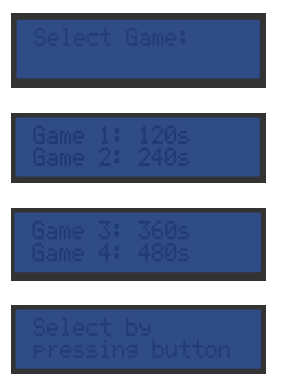 Select Game:
Game 1: 120s
Game 2: 240s
Game 3: 360s
Game 4: 480s
Select by
pressing button